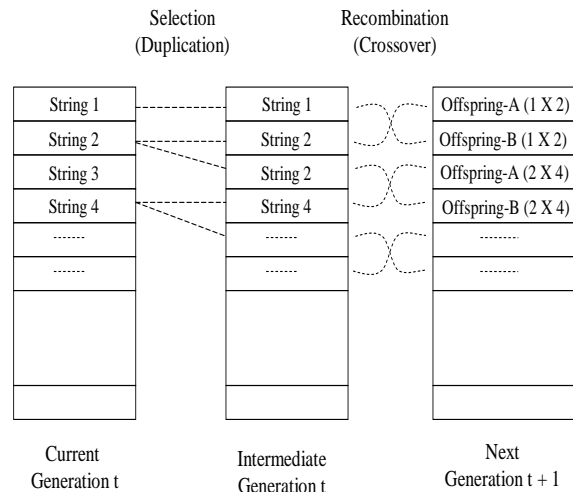 Selection
(Duplication)
Recombination
(Crossover)
String 1
String 2
String 3
String 4
------
------
String 1
String 2
String 2
String 4
------
------
Offspring-A (1 X 2)
Offspring-B (1 X 2)
Offspring-A (2 X 4)
Offspring-B (2 X 4)
------
------
Current
Generation t
Intermediate
Generation t
Next
Generation t + 1